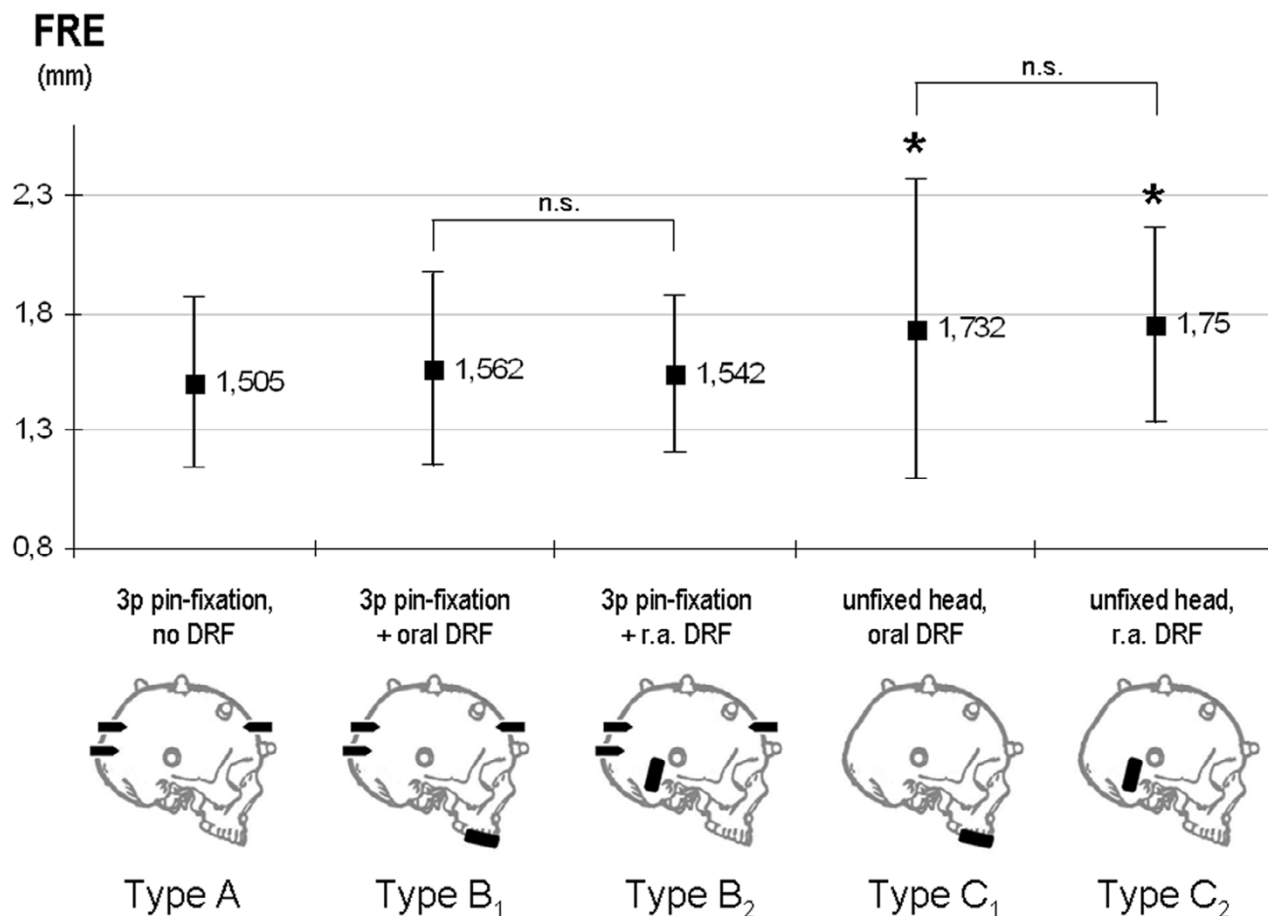 FRE
(mm)
n.s.
*
2,3
*
n.s.
1,8
1,732
1,75
1,505
1,562
1,542
1,3
0,8
3p pin-fixation,
no DRF
3p pin-fixation
+ oral DRF
3p pin-fixation
+ r.a. DRF
unfixed head,
oral DRF
unfixed head,
r.a. DRF
Type A
Type B₁
Type B₂
Type C₁
Type C₂